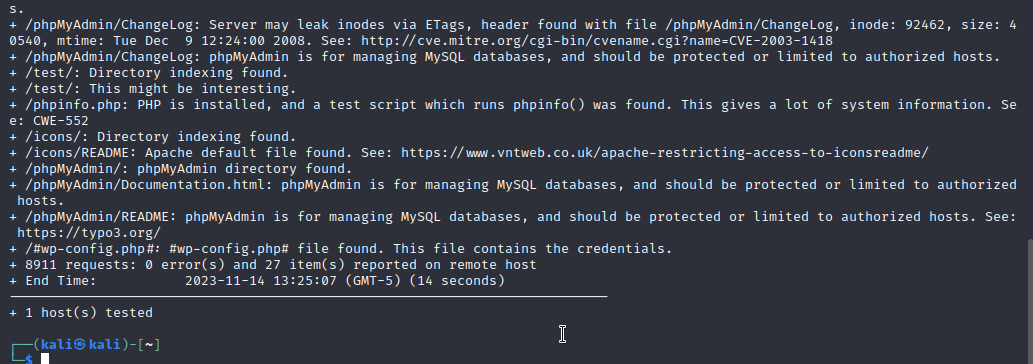 s.
+ /phpMyAdmin/ChangeLog: Server may leak inodes via ETags, header found with file /phpMyAdmin/ChangeLog, inode: 92462, size: 4
0540, mtime: Tue Dec  9 12:24:00 2008. See: http://cve.mitre.org/cgi-bin/cvename.cgi?name=CVE-2003-1418
+ /phpMyAdmin/ChangeLog: phpMyAdmin is for managing MySQL databases, and should be protected or limited to authorized hosts.
+ /test/: Directory indexing found.
+ /test/: This might be interesting.
+ /phpinfo.php: PHP is installed, and a test script which runs phpinfo() was found. This gives a lot of system information. Se
e: CWE-552
+ /icons/: Directory indexing found.
+ /icons/README: Apache default file found. See: https://www.vntweb.co.uk/apache-restricting-access-to-iconsreadme/
+ /phpMyAdmin/: phpMyAdmin directory found.
+ /phpMyAdmin/Documentation.html: phpMyAdmin is for managing MySQL databases, and should be protected or limited to authorized
 hosts.
+ /phpMyAdmin/README: phpMyAdmin is for managing MySQL databases, and should be protected or limited to authorized hosts. See:
 https://typo3.org/
+ /#wp-config.php#: #wp-config.php# file found. This file contains the credentials.
+ 8911 requests: 0 error(s) and 27 item(s) reported on remote host
+ End Time:           2023-11-14 13:25:07 (GMT-5) (14 seconds)
---------------------------------------------------------------------------
+ 1 host(s) tested
┌──(kali㉿kali)-[~]
└─$